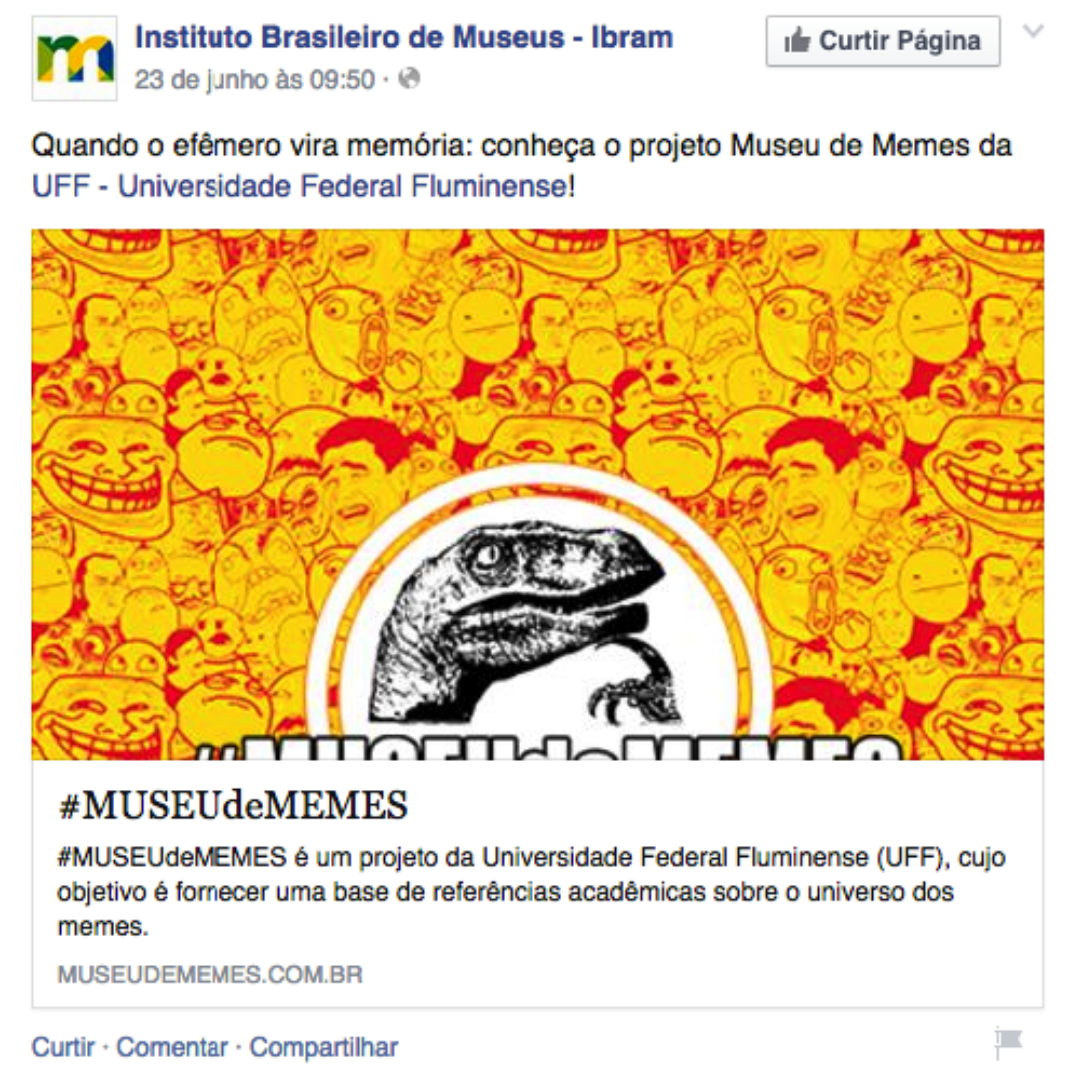 Instituto Brasileiro de Museus - Ibram
Curtir Página
23 de junho às 09:50 ·
Quando o efêmero vira memória: conheça o projeto Museu de Memes da
UFF - Universidade Federal Fluminense!
#MUSEUdeMEMES
#MUSEUdeMEMES
#MUSEUdeMEMES é um projeto da Universidade Federal Fluminense (UFF), cujo
objetivo é fornecer uma base de referências acadêmicas sobre o universo dos
memes.
MUSEUDEMEMES.COM.BR
Curtir · Comentar · Compartilhar